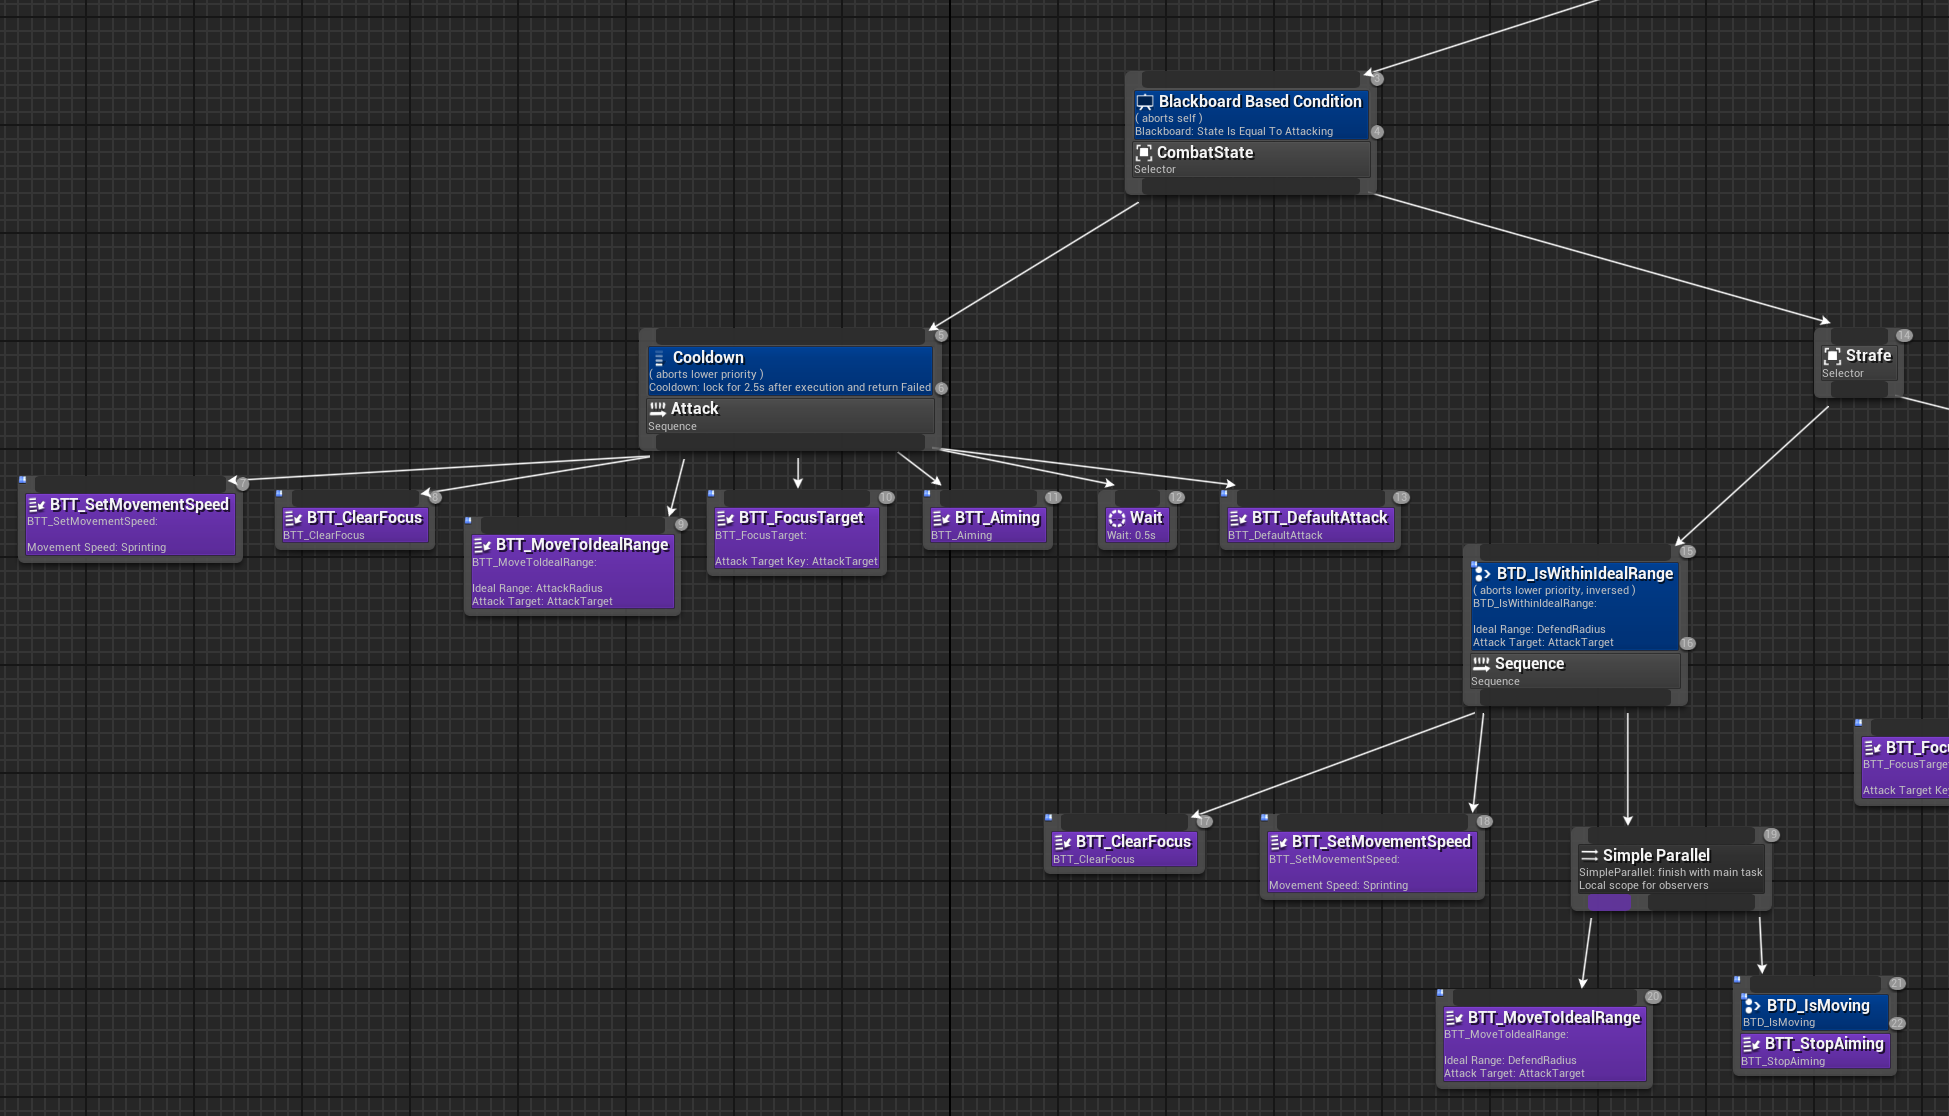 3
Blackboard Based Condition
( aborts self )
Blackboard: State Is Equal To Attacking
4
CombatState
Selector
5
Cooldown
( aborts lower priority )
Cooldown: lock for 2.5s after execution and return Failed
6
Attack
Sequence
14
Strafe
Selector
7
BTT_SetMovementSpeed
BTT_SetMovementSpeed:
Movement Speed: Sprinting
8
BTT_ClearFocus
BTT_ClearFocus
9
BTT_MoveToIdealRange
BTT_MoveToIdealRange:
Ideal Range: AttackRadius
Attack Target: AttackTarget
10
BTT_FocusTarget
BTT_FocusTarget:
Attack Target Key: AttackTarget
11
BTT_Aiming
BTT_Aiming
12
Wait
Wait: 0.5s
13
BTT_DefaultAttack
BTT_DefaultAttack
15
BTD_IsWithinIdealRange
( aborts lower priority, inversed )
BTD_IsWithinIdealRange:
Ideal Range: DefendRadius
Attack Target: AttackTarget
16
Sequence
Sequence
BTT_Foc
BTT_FocusTarge
Attack Target Ke
17
BTT_ClearFocus
BTT_ClearFocus
18
BTT_SetMovementSpeed
BTT_SetMovementSpeed:
Movement Speed: Sprinting
19
Simple Parallel
SimpleParallel: finish with main task
Local scope for observers
20
BTT_MoveToIdealRange
BTT_MoveToIdealRange:
Ideal Range: DefendRadius
Attack Target: AttackTarget
21
BTD_IsMoving
BTD_IsMoving
22
BTT_StopAiming
BTT_StopAiming